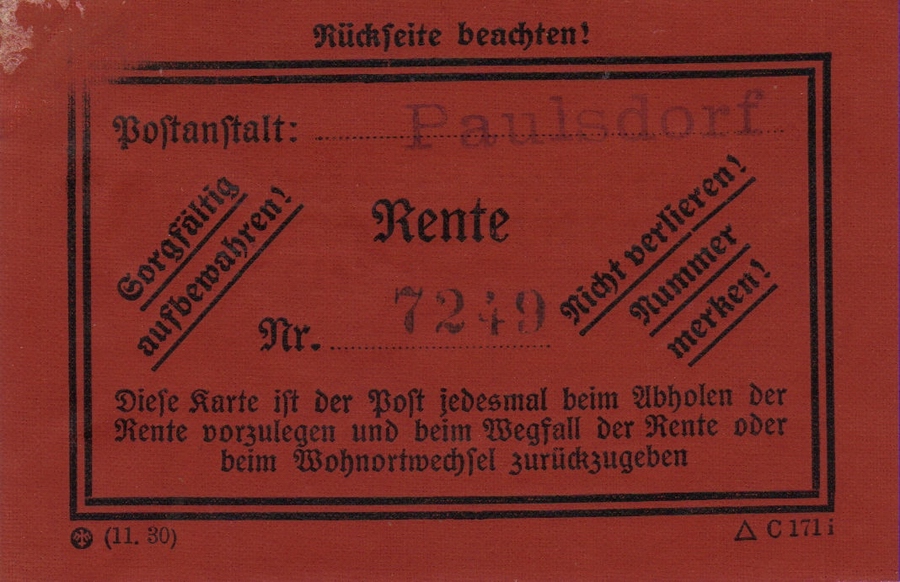 Rückseite beachten!
Postanstalt: Paulsdorf
Sorgfältig
aufbewahren!
Rente
Nicht verlieren!
Nummer
merken!
Nr. 7249
Diese Karte ist der Post jedesmal beim Abholen der
Rente vorzulegen und beim Wegfall der Rente oder
beim Wohnortwechsel zurückzugeben
(11. 30)
△ C 171 i